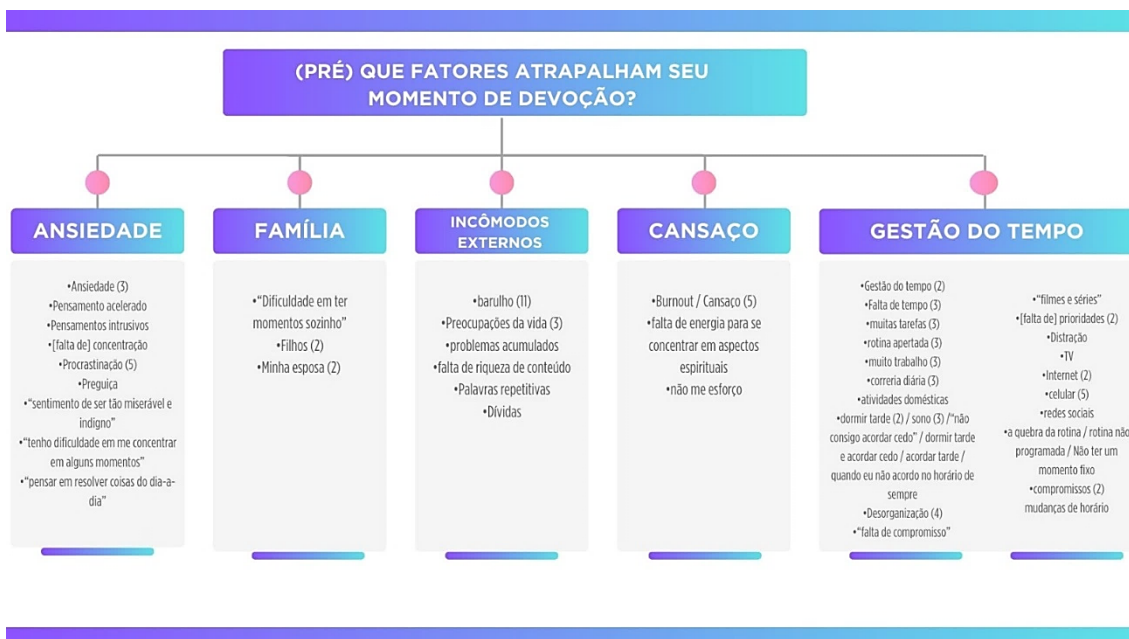 (PRÉ) QUE FATORES ATRAPALHAM SEU
MOMENTO DE DEVOÇÃO?
ANSIEDADE
•Ansiedade (3)
•Pensamento acelerado
•Pensamentos intrusivos
•[falta de] concentração
•Procrastinação (5)
•Preguiça
•“sentimento de ser tão miserável e
indigno”
•“tenho dificuldade em me concentrar
em alguns momentos”
•“pensar em resolver coisas do dia-a-
dia”
FAMÍLIA
•“Dificuldade em ter
momentos sozinho”
•Filhos (2)
•Minha esposa (2)
INCÔMODOS
EXTERNOS
•barulho (11)
•Preocupações da vida (3)
•problemas acumulados
•falta de riqueza de conteúdo
•Palavras repetitivas
•Dívidas
CANSAÇO
•Burnout / Cansaço (5)
•falta de energia para se
concentrar em aspectos
espirituais
•não me esforço
GESTÃO DO TEMPO
•Gestão do tempo (2)
•Falta de tempo (3)
•muitas tarefas (3)
•rotina apertada (3)
•muito trabalho (3)
•correria diária (3)
•atividades domésticas
•dormir tarde (2) / sono (3) /“não
consigo acordar cedo” / dormir tarde
e acordar cedo / acordar tarde /
quando eu não acordo no horário de
sempre
•Desorganização (4)
•“falta de compromisso”
•“filmes e séries”
•[falta de] prioridades (2)
•Distração
•TV
•Internet (2)
•celular (5)
•redes sociais
•a quebra da rotina / rotina não
programada / Não ter um
momento fixo
•compromissos (2)
mudanças de horário